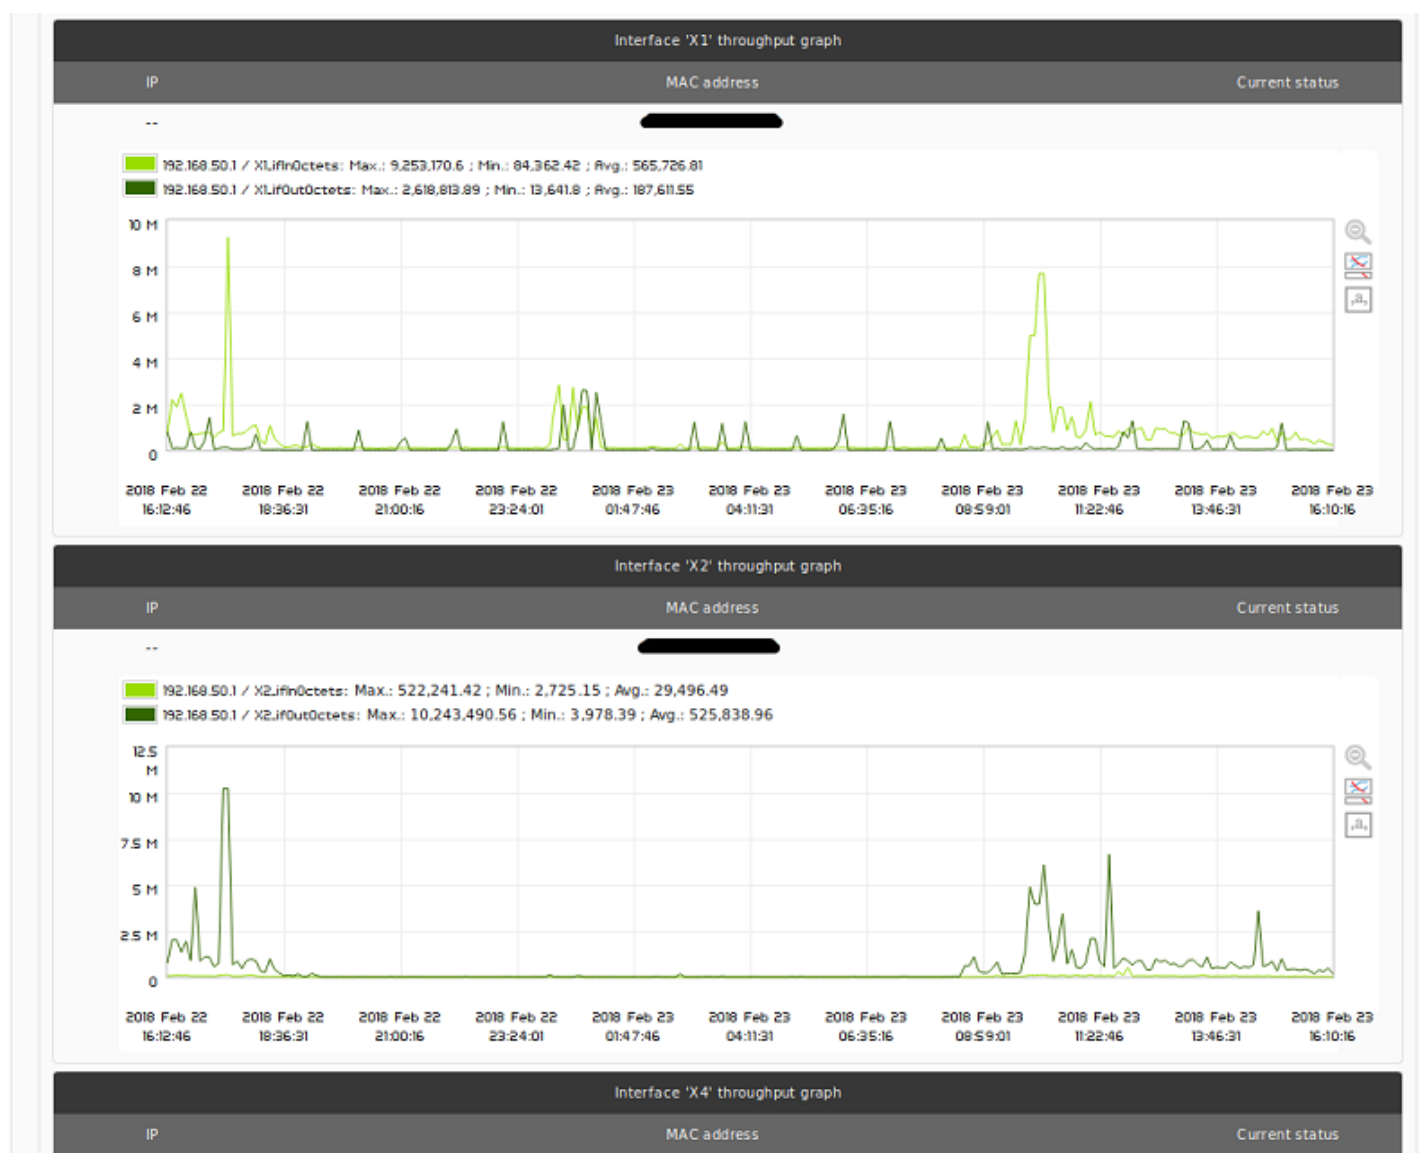 Interface 'X1' throughput graph
IP MAC address Current status
--
192.168.50.1 / X1_ifInOctets: Max.: 9,253,170.6 ; Min.: 84,362.42 ; Avg.: 565,726.81
192.168.50.1 / X1_ifOutOctets: Max.: 2,618,813.89 ; Min.: 13,641.8 ; Avg.: 187,611.55
10 M
8 M
6 M
4 M
2 M
0
,a,
2018 Feb 22 2018 Feb 22 2018 Feb 22 2018 Feb 22 2018 Feb 23 2018 Feb 23 2018 Feb 23 2018 Feb 23 2018 Feb 23 2018 Feb 23 2018 Feb 23
16:12:46 18:36:31 21:00:16 23:24:01 01:47:46 04:11:31 06:35:16 08:59:01 11:22:46 13:46:31 16:10:16
Interface 'X2' throughput graph
IP MAC address Current status
--
192.168.50.1 / X2_ifInOctets: Max.: 522,241.42 ; Min.: 2,725.15 ; Avg.: 29,496.49
192.168.50.1 / X2_ifOutOctets: Max.: 10,243,490.56 ; Min.: 3,978.39 ; Avg.: 525,838.96
12.5
M
10 M
7.5 M
5 M
2.5 M
0
,a,
2018 Feb 22 2018 Feb 22 2018 Feb 22 2018 Feb 22 2018 Feb 23 2018 Feb 23 2018 Feb 23 2018 Feb 23 2018 Feb 23 2018 Feb 23 2018 Feb 23
16:12:46 18:36:31 21:00:16 23:24:01 01:47:46 04:11:31 06:35:16 08:59:01 11:22:46 13:46:31 16:10:16
Interface 'X4' throughput graph
IP MAC address Current status